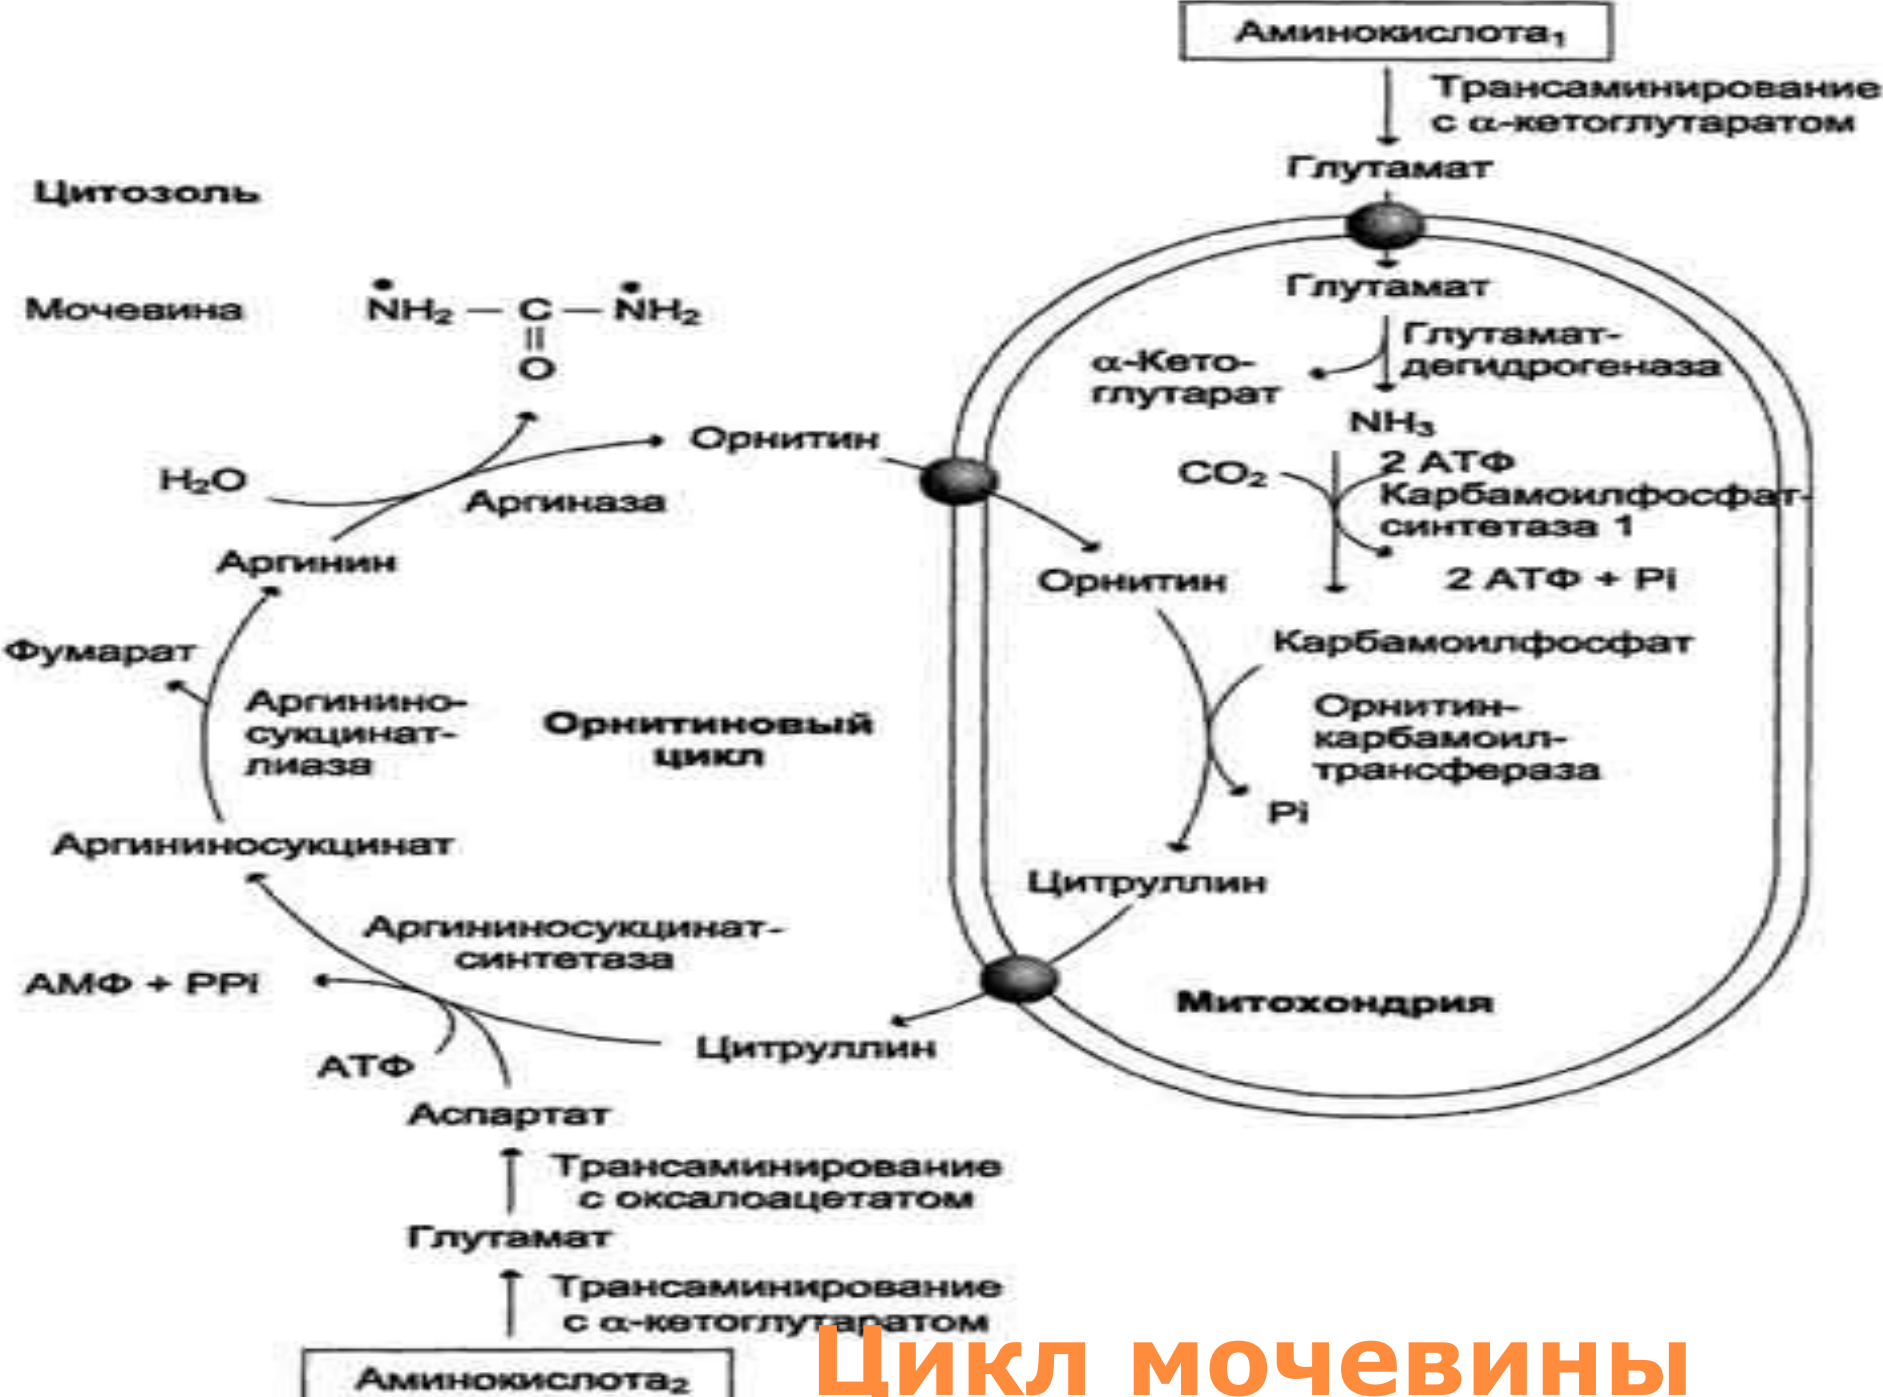 Аминокислота₁
Трансаминирование
с α-кетоглутаратом
Глутамат
Цитозоль
Мочевина
NH₂ — C — NH₂
O
Глутамат
Глутамат-
дегидрогеназа
α-Кето-
глутарат
NH₃
CO₂
2 АТФ
Карбамоилфосфат-
синтетаза 1
2 АТФ + Pi
Орнитин
H₂O
Аргиназа
Аргинин
Орнитин
Карбамоилфосфат
Фумарат
Аргинино-
сукцинат-
лиаза
Орнитиновый
цикл
Орнитин-
карбамоил-
трансфераза
Pi
Аргининосукцинат
Цитруллин
Аргининосукцинат-
синтетаза
АМФ + PPi
Митохондрия
АТФ
Цитруллин
Аспартат
Трансаминирование
с оксалоацетатом
Глутамат
Трансаминирование
с α-кетоглутаратом
Аминокислота₂
Цикл мочевины